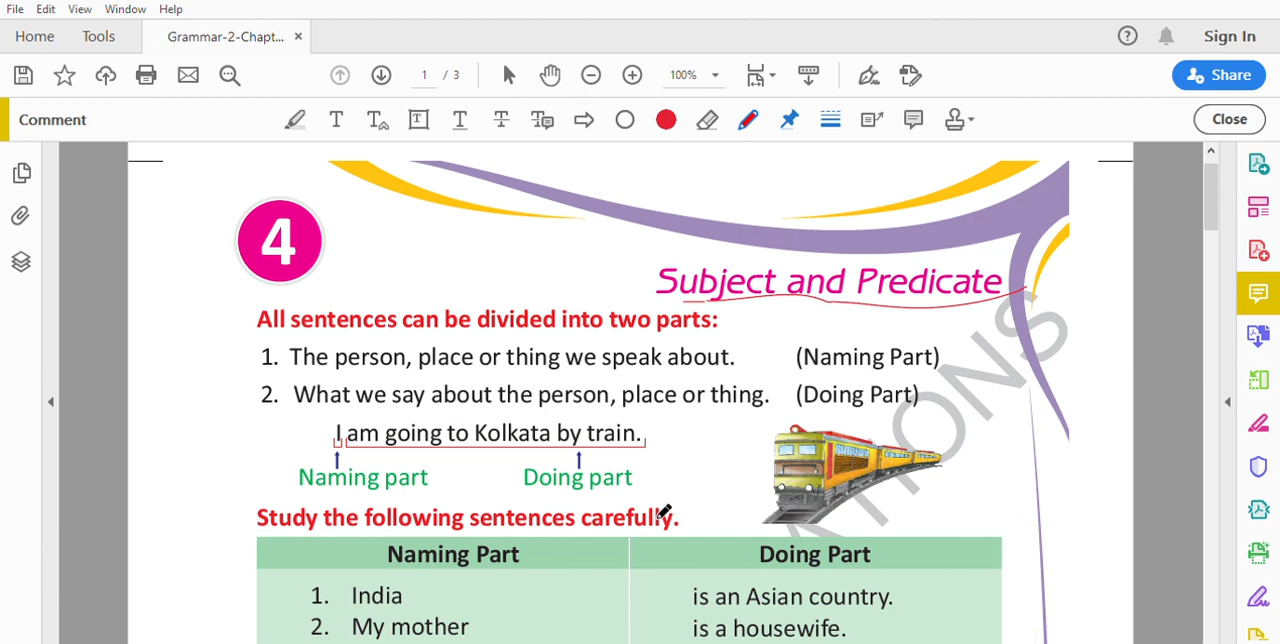 File Edit View Window Help
Home Tools Grammar-2-Chapt... × Sign In
1 / 3 100% Share
Comment Close
4
Subject and Predicate
All sentences can be divided into two parts:
1. The person, place or thing we speak about. (Naming Part)
2. What we say about the person, place or thing. (Doing Part)
I am going to Kolkata by train.
Naming part Doing part
Study the following sentences carefully.
Naming Part Doing Part
1. India is an Asian country.
2. My mother is a housewife.
ATIONS